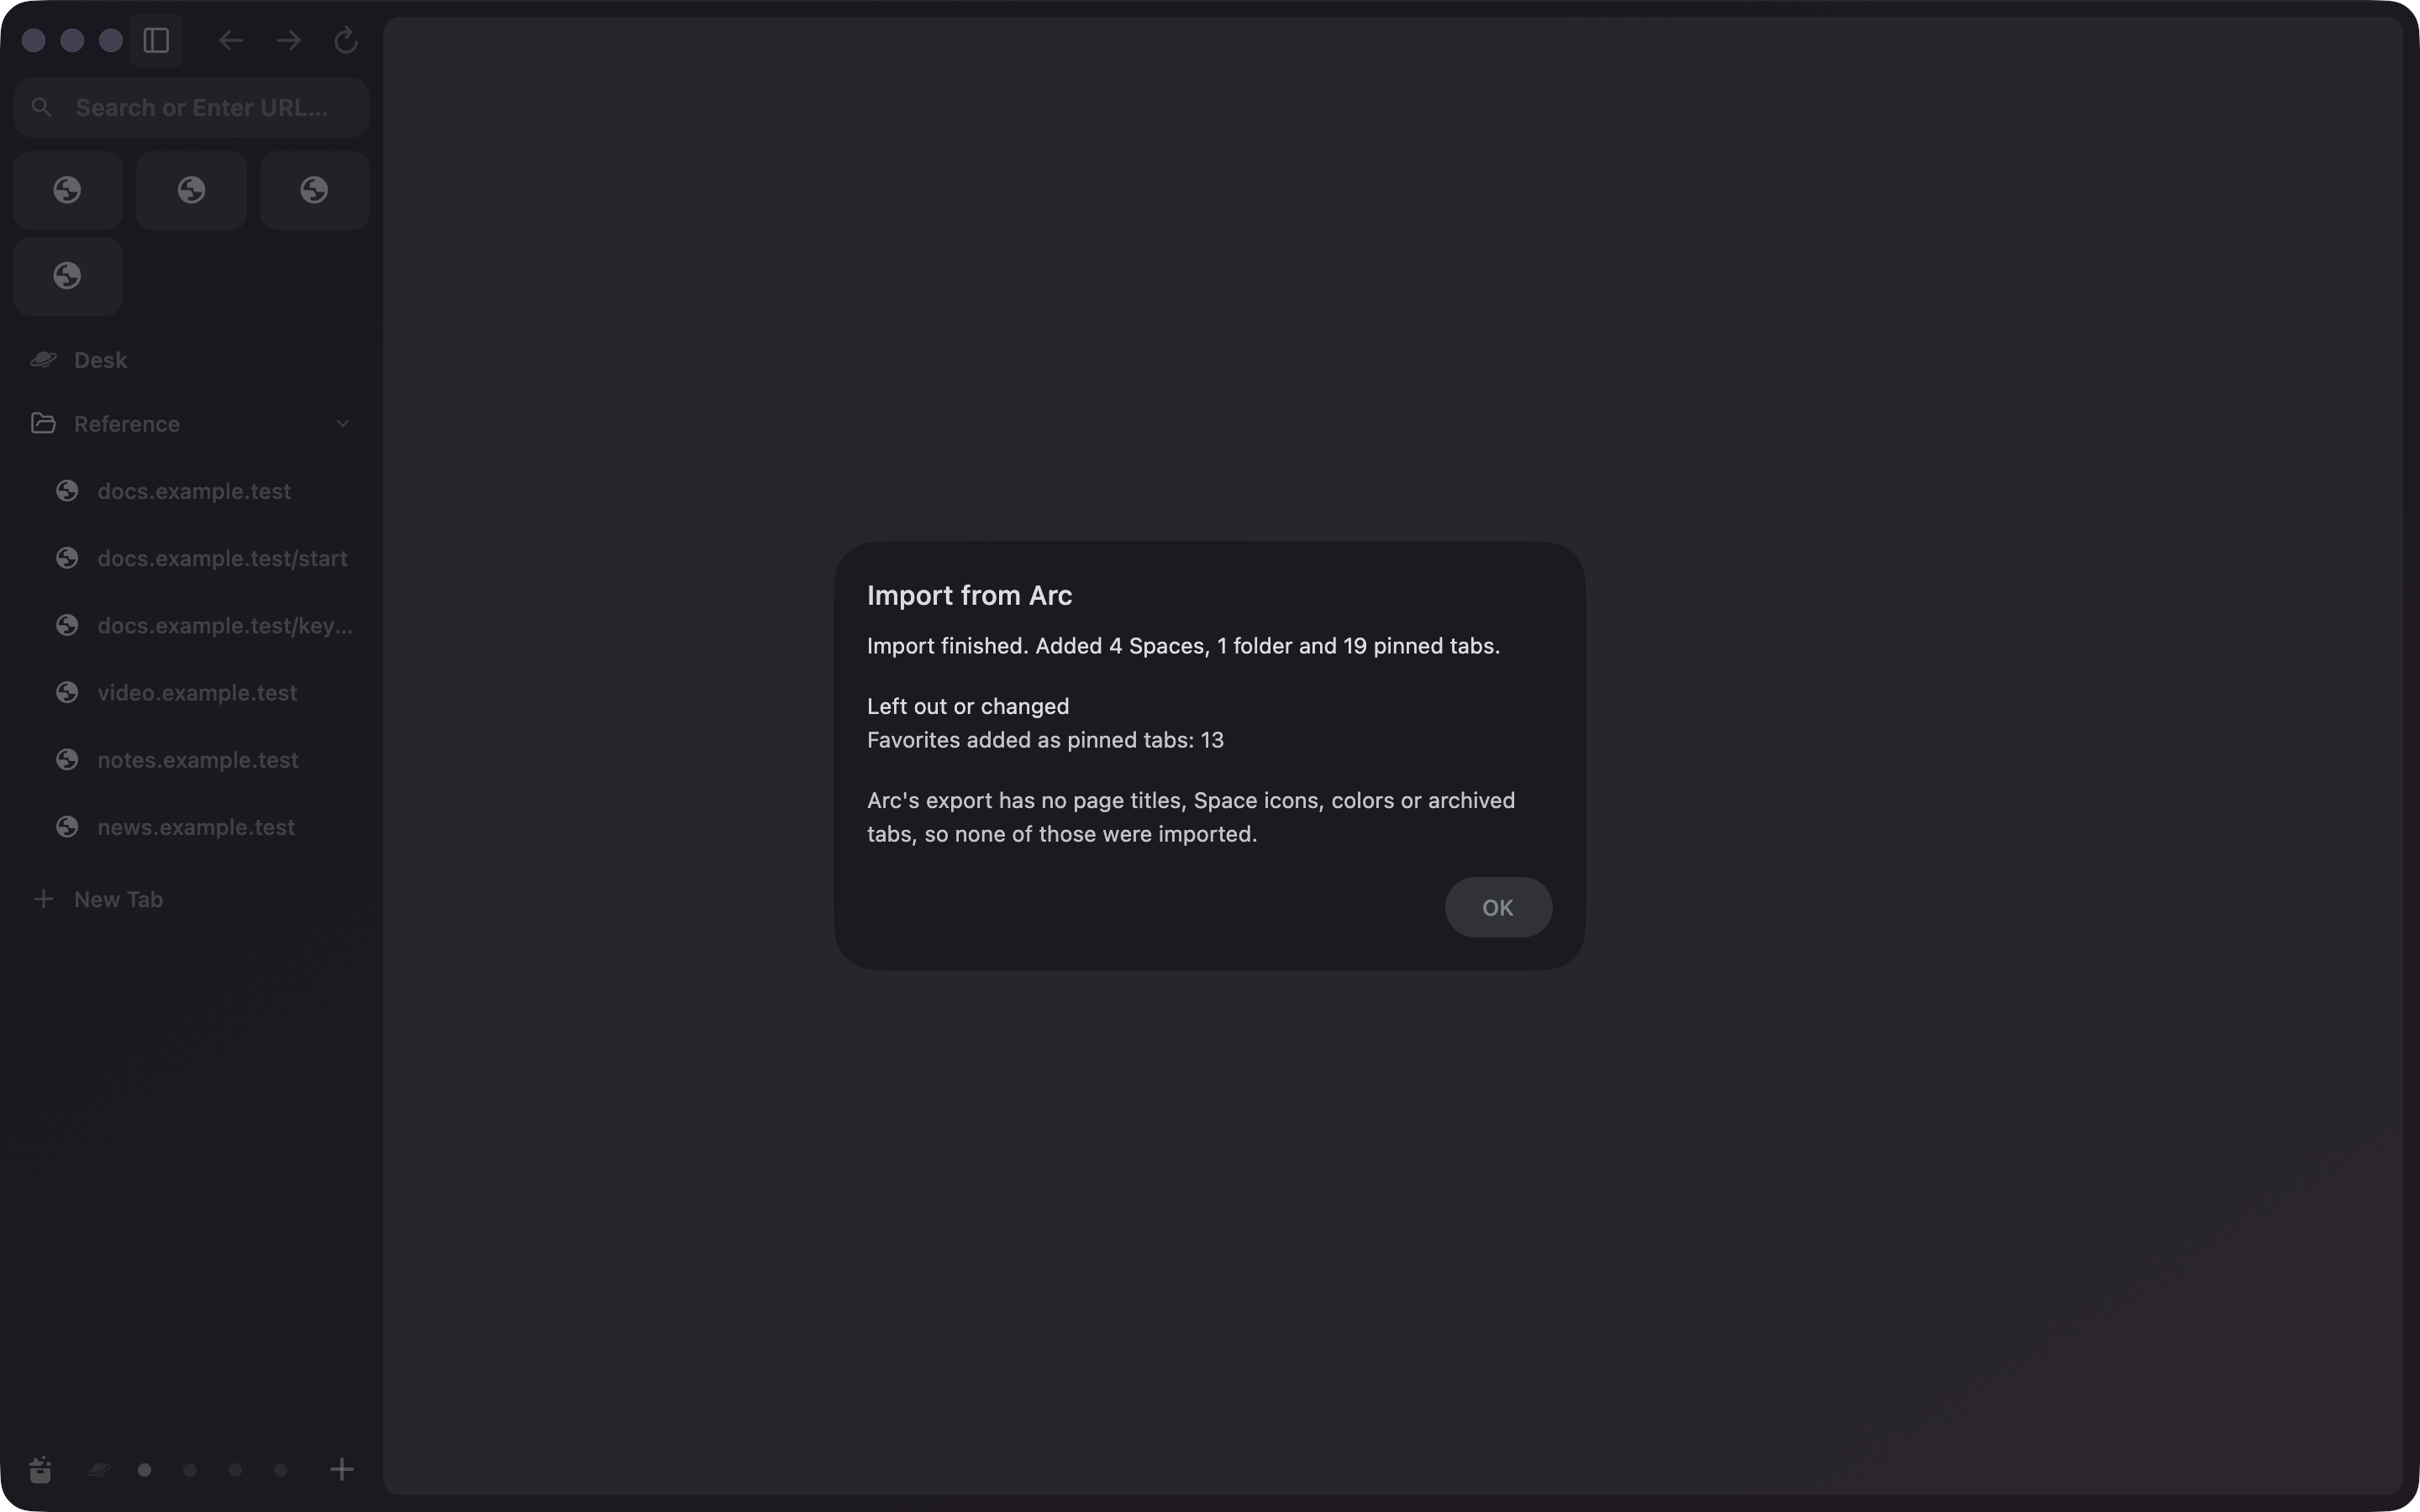 Search or Enter URL...
Desk
Reference
docs.example.test
docs.example.test/start
docs.example.test/key...
video.example.test
notes.example.test
news.example.test
New Tab
Import from Arc
Import finished. Added 4 Spaces, 1 folder and 19 pinned tabs.
Left out or changed
Favorites added as pinned tabs: 13
Arc's export has no page titles, Space icons, colors or archived
tabs, so none of those were imported.
OK